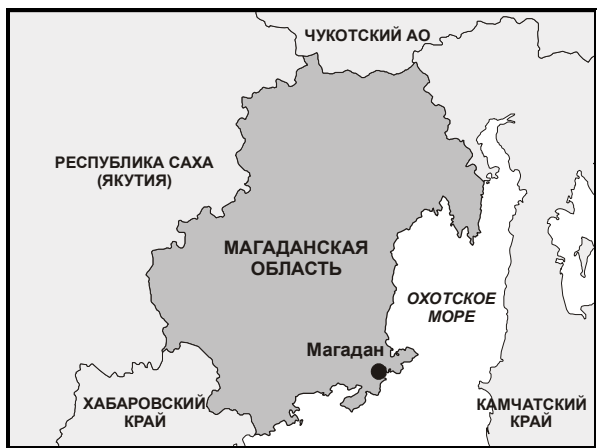 ЧУКОТСКИЙ АО
РЕСПУБЛИКА САХА
(ЯКУТИЯ)
МАГАДАНСКАЯ
ОБЛАСТЬ
ОХОТСКОЕ
МОРЕ
Магадан
ХАБАРОВСКИЙ
КРАЙ
КАМЧАТСКИЙ
КРАЙ